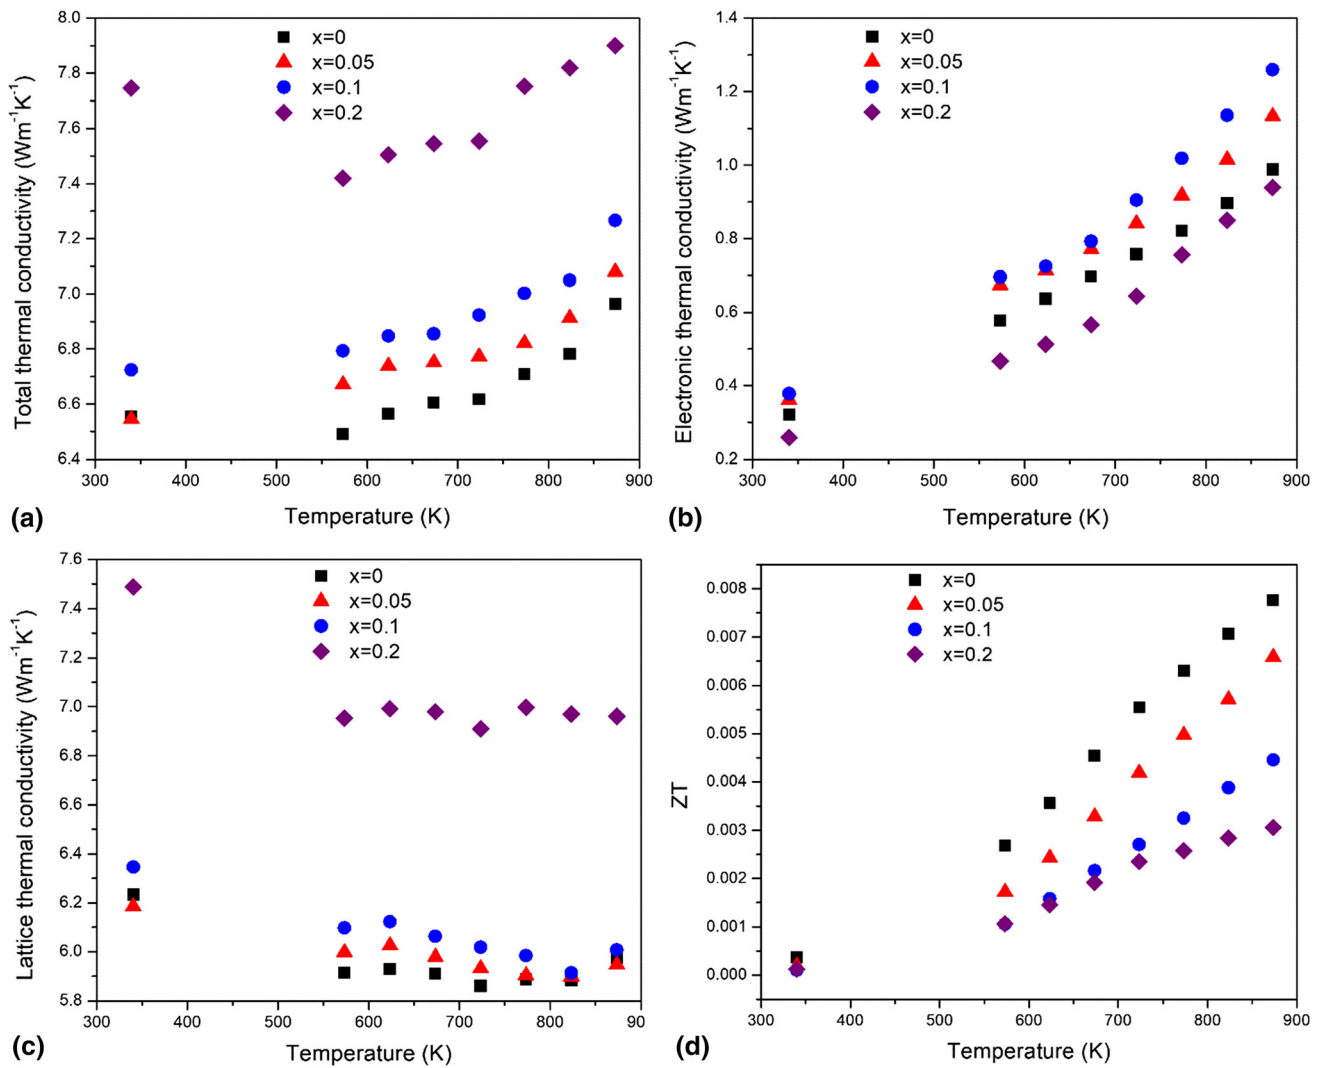 8.0
7.8
7.6
7.4
7.2
7.0
6.8
6.6
6.4
Total thermal conductivity (Wm⁻¹K⁻¹)
x=0
x=0.05
x=0.1
x=0.2
300 400 500 600 700 800 900
Temperature (K)
(a)
1.4
1.2
1.0
0.8
0.6
0.4
0.2
Electronic thermal conductivity (Wm⁻¹K⁻¹)
x=0
x=0.05
x=0.1
x=0.2
300 400 500 600 700 800 900
Temperature (K)
(b)
7.6
7.4
7.2
7.0
6.8
6.6
6.4
6.2
6.0
5.8
Lattice thermal conductivity (Wm⁻¹K⁻¹)
x=0
x=0.05
x=0.1
x=0.2
300 400 500 600 700 800 90
Temperature (K)
(c)
0.008
0.007
0.006
0.005
0.004
0.003
0.002
0.001
0.000
ZT
x=0
x=0.05
x=0.1
x=0.2
300 400 500 600 700 800 900
Temperature (K)
(d)